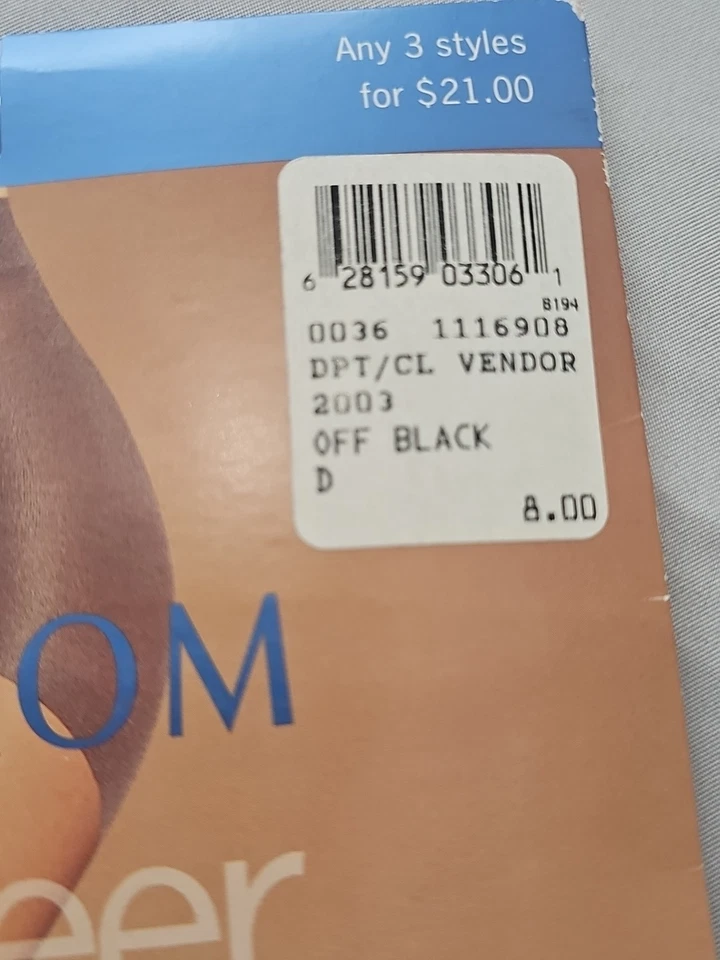 Any 3 styles
for $21.00
6 28159 03306 1
8194
0036 1116908
DPT/CL VENDOR
2003
OFF BLACK
D
8.00
OM
eer